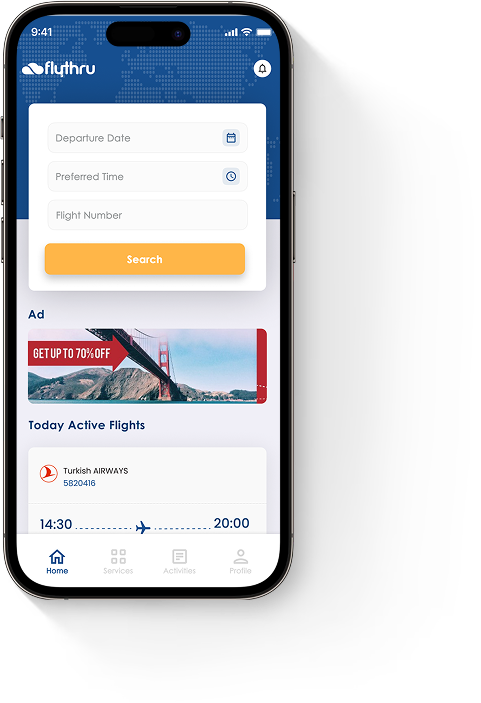 9:41
flythru
Departure Date
Preferred Time
Flight Number
Search
Ad
GET UP TO 70% OFF
Today Active Flights
Turkish AIRWAYS
5B20416
14:30 20:00
Home Services Activities Profile